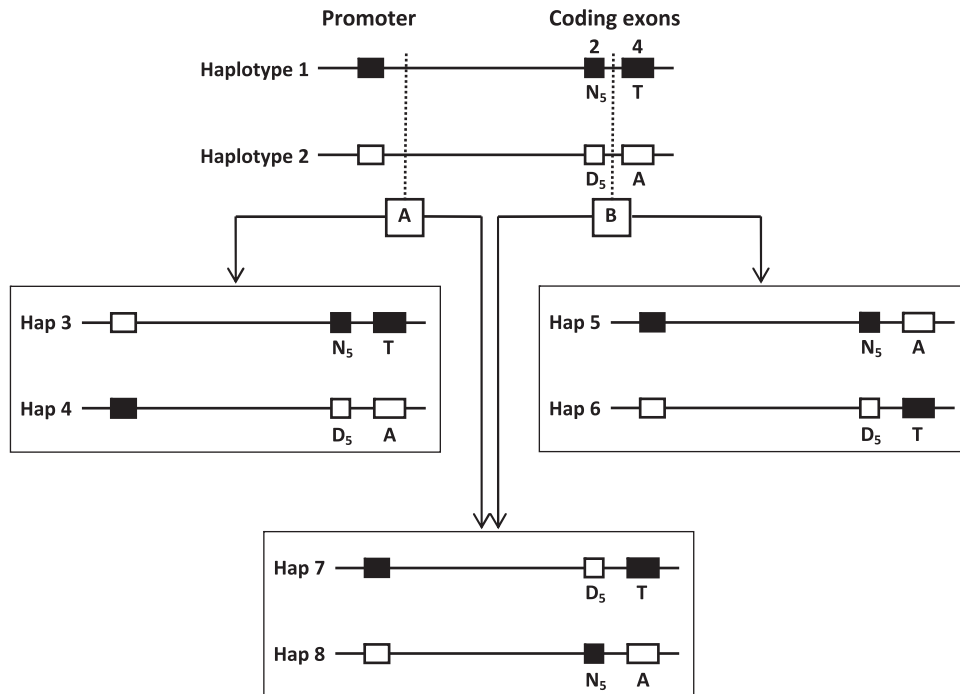 Promoter Coding exons
2 4
Haplotype 1
N₅ T
Haplotype 2
D₅ A
A B
Hap 3
N₅ T
Hap 4
D₅ A
Hap 5
N₅ A
Hap 6
D₅ T
Hap 7
D₅ T
Hap 8
N₅ A